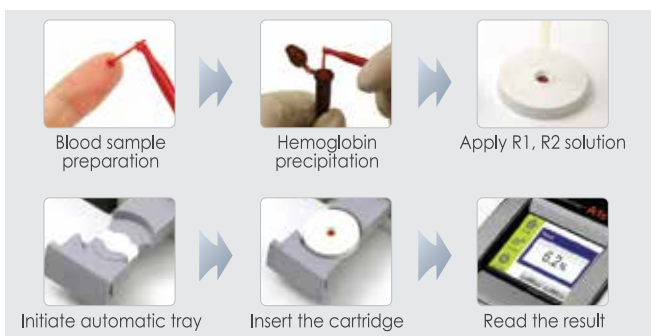 Blood sample
preparation
Hemoglobin
precipitation
Apply R1, R2 solution
Initiate automatic tray
Insert the cartridge
Read the result
6.2%